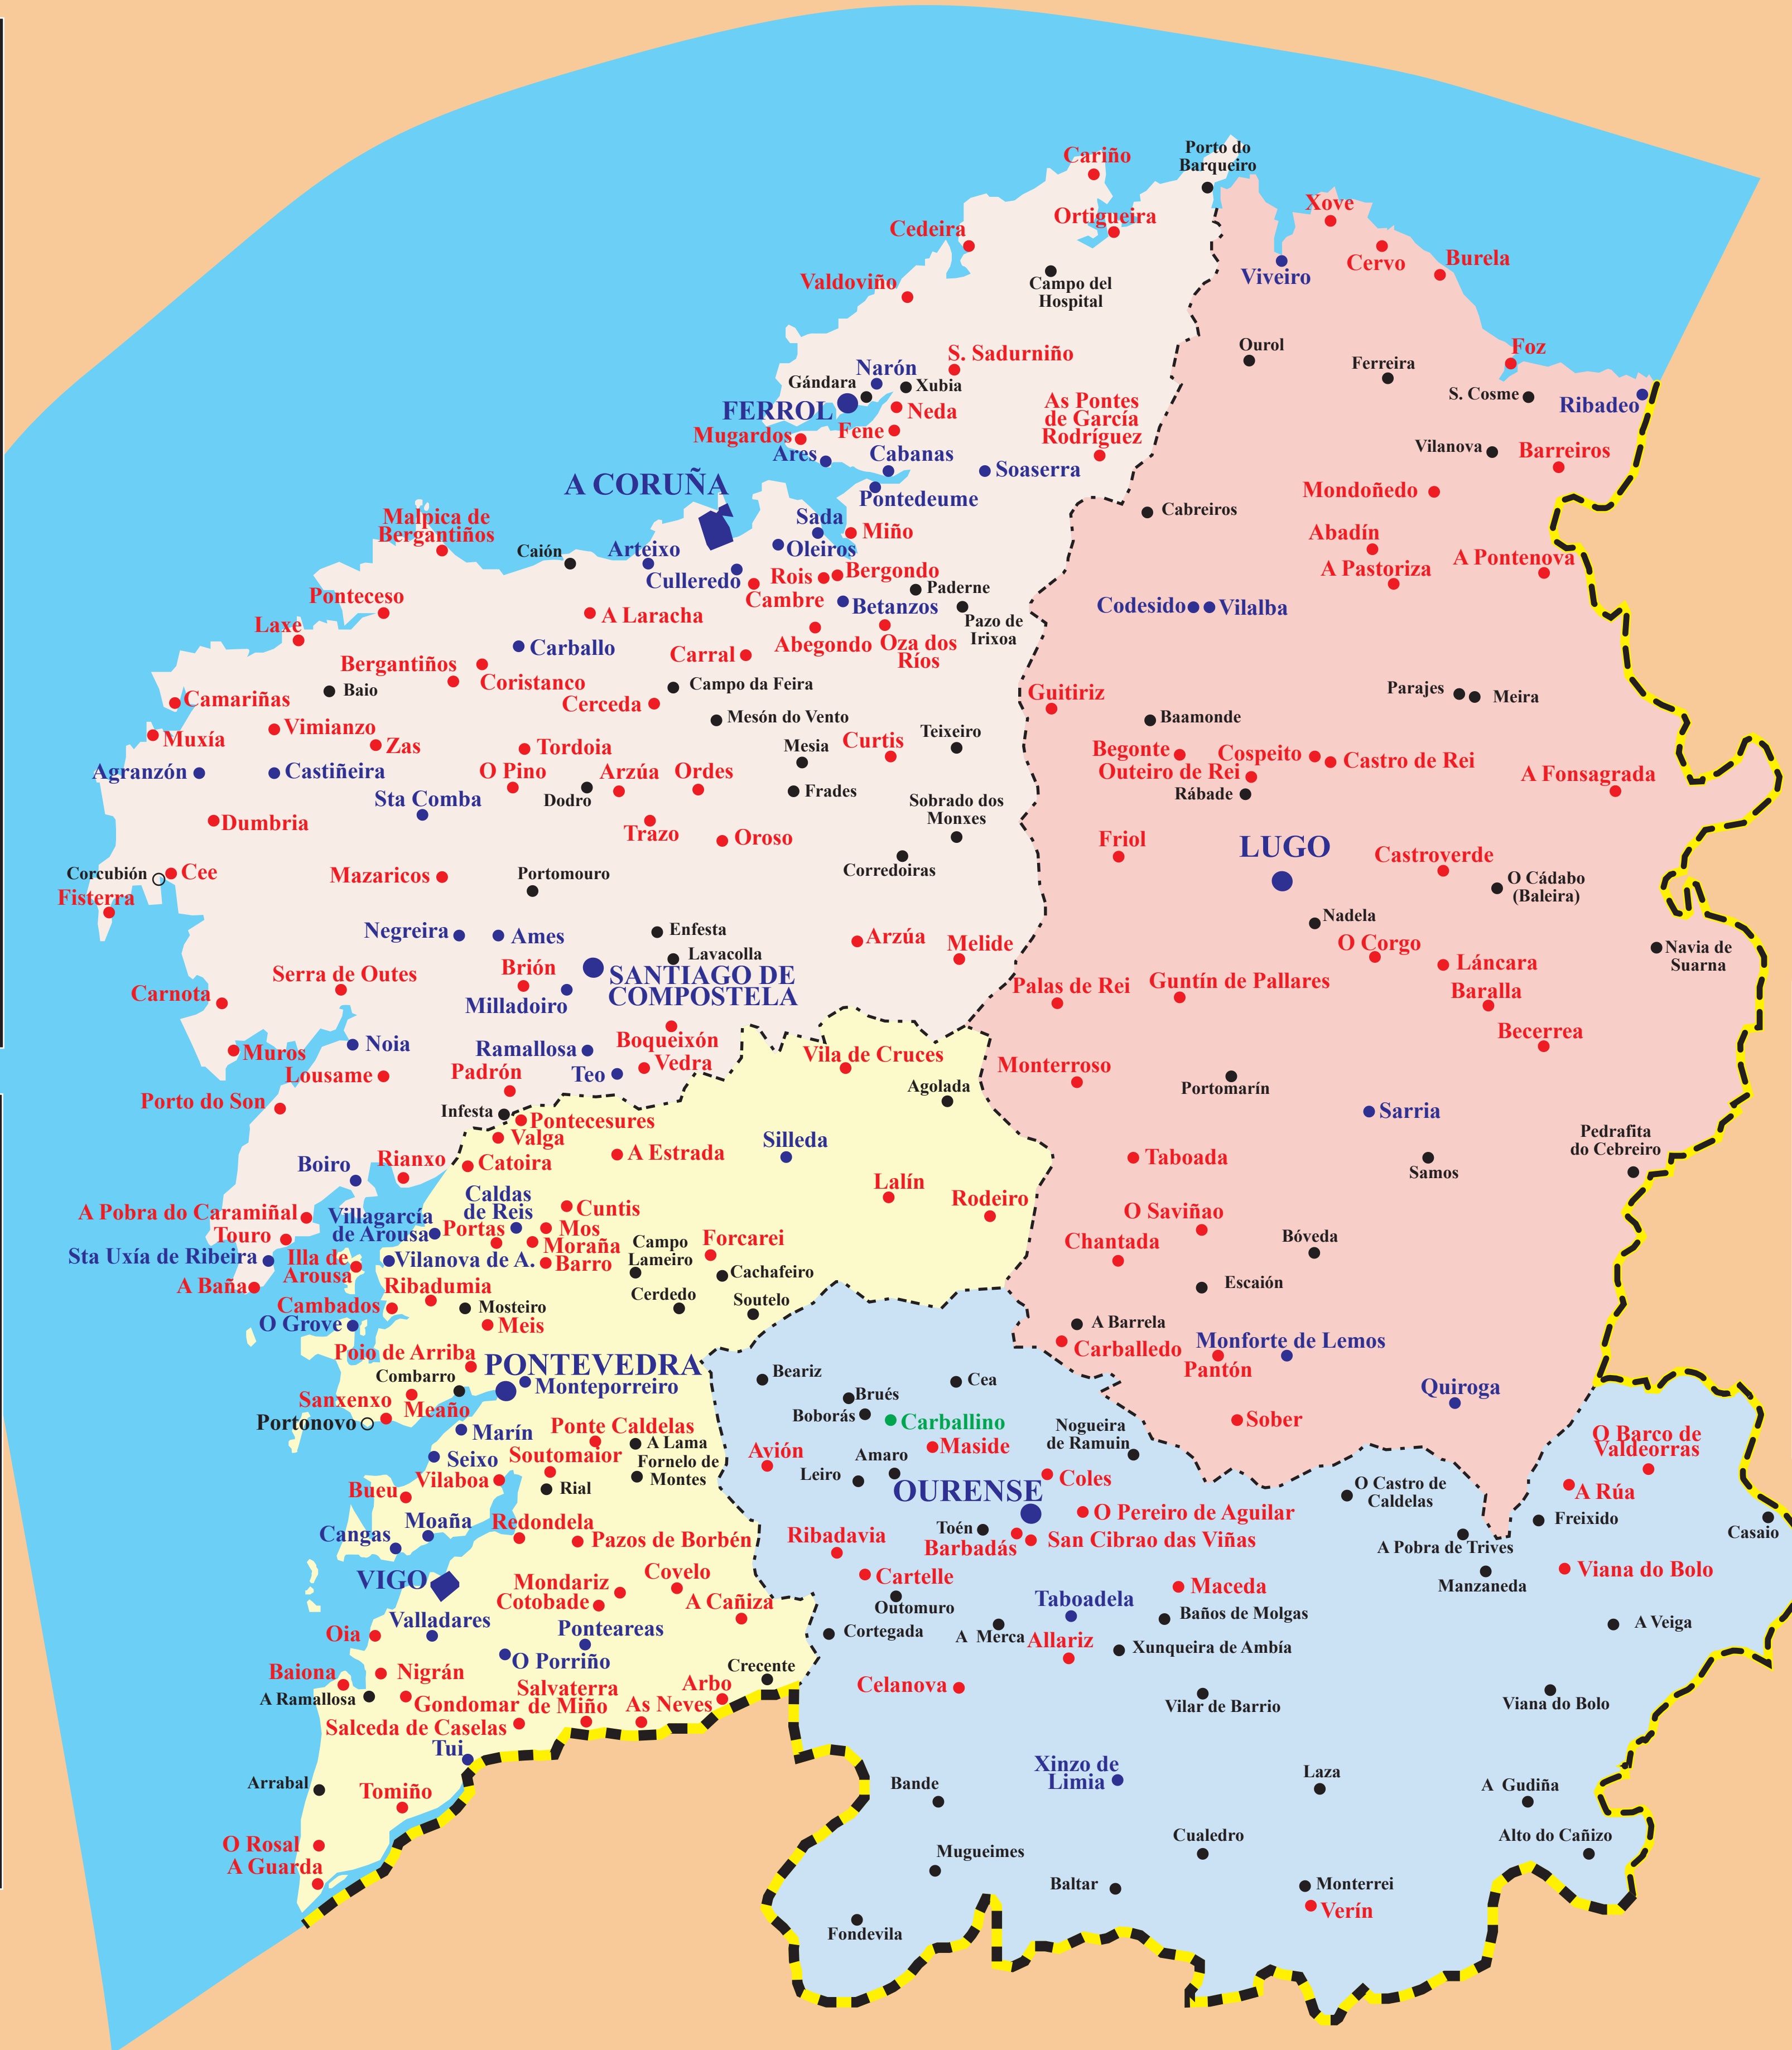 Porto do
Barqueiro
Cariño
Xove
Ortigueira
Cedeira
Burela
Cervo
Viveiro
Valdoviño
Campo del
Hospital
Ourol
Foz
S. Sadurniño
Ferreira
Narón
Gándara
Xubia
S. Cosme
Ribadeo
FERROL
Neda
As Pontes
de García
Rodríguez
Mugardos
Fene
Vilanova
Barreiros
Ares
Cabanas
Soaserra
A CORUÑA
Pontedeume
Mondoñedo
Cabreiros
Malpica de
Bergantiños
Sada
Miño
Abadín
Caión
Arteixo
Oleiros
A Pontenova
A Pastoriza
Culleredo
Rois
Bergondo
Paderne
Ponteceso
Cambre
Betanzos
Codesido
Vilalba
A Laracha
Laxe
Pazo de
Irixoa
Carballo
Abegondo
Oza dos
Ríos
Carral
Bergantiños
Coristanco
Baio
Campo da Feira
Parajes
Meira
Guitiriz
Camariñas
Cerceda
Vimianzo
Mesón do Vento
Baamonde
Muxía
Zas
Tordoia
Mesia
Curtis
Teixeiro
Begonte
Cospeito
Castro de Rei
Agranzón
Castiñeira
O Pino
Arzúa
Ordes
Outeiro de Rei
A Fonsagrada
Sta Comba
Dodro
Frades
Rábade
Sobrado dos
Monxes
Dumbria
Trazo
Oroso
Friol
LUGO
Castroverde
Corcubión
Cee
Mazaricos
Portomouro
Corredoiras
O Cádabo
(Baleira)
Fisterra
Nadela
Negreira
Ames
Enfesta
Arzúa
Melide
O Corgo
Lavacolla
Navia de
Suarna
Láncara
Serra de Outes
Brión
SANTIAGO DE
COMPOSTELA
Palas de Rei
Guntín de Pallares
Baralla
Carnota
Milladoiro
Becerrea
Noia
Ramallosa
Boqueixón
Muros
Vedra
Vila de Cruces
Monterroso
Lousame
Padrón
Teo
Agolada
Portomarín
Porto do Son
Infesta
Pontecesures
Sarria
Valga
Silleda
Pedrafita
do Cebreiro
Boiro
Rianxo
Catoira
A Estrada
Taboada
Samos
Lalín
Caldas
de Reis
Cuntis
Rodeiro
A Pobra do Caramiñal
Villagarcía
de Arousa
Portas
Mos
O Saviñao
Touro
Moraña
Campo
Lameiro
Forcarei
Chantada
Bóveda
Sta Uxía de Ribeira
Illa de
Arousa
Vilanova de A.
Barro
Cachafeiro
A Baña
Ribadumia
Cerdedo
Soutelo
Escaión
Cambados
Mosteiro
O Grove
Meis
A Barrela
Poio de Arriba
PONTEVEDRA
Carballedo
Monforte de Lemos
Combarro
Monteporreiro
Beariz
Cea
Pantón
Sanxenxo
Meaño
Brués
Quiroga
Portonovo
Boborás
Carballino
Marín
Ponte Caldelas
Nogueira
de Ramuin
Sober
A Lama
Avión
Maside
O Barco de
Valdeorras
Seixo
Soutomaior
Fornelo de
Montes
Amaro
Leiro
Coles
Vilaboa
Rial
O Castro de
Caldelas
A Rúa
Bueu
OURENSE
O Pereiro de Aguilar
Freixido
Casaio
Moaña
Redondela
Toén
Cangas
Pazos de Borbén
Ribadavia
Barbadás
San Cibrao das Viñas
A Pobra de Trives
VIGO
Mondariz
Covelo
Cartelle
Maceda
Manzaneda
Viana do Bolo
Cotobade
A Cañiza
Outomuro
Taboadela
Baños de Molgas
Valladares
Ponteareas
Cortegada
A Merca
Allariz
A Veiga
Oia
O Porriño
Xunqueira de Ambía
Baiona
Nigrán
Crecente
Salvaterra
de Miño
Arbo
Celanova
A Ramallosa
Gondomar
As Neves
Vilar de Barrio
Viana do Bolo
Salceda de Caselas
Tui
Xinzo de
Limia
Arrabal
Tomiño
Bande
Laza
A Gudiña
O Rosal
Cualedro
Alto do Cañizo
A Guarda
Mugueimes
Baltar
Monterrei
Verín
Fondevila